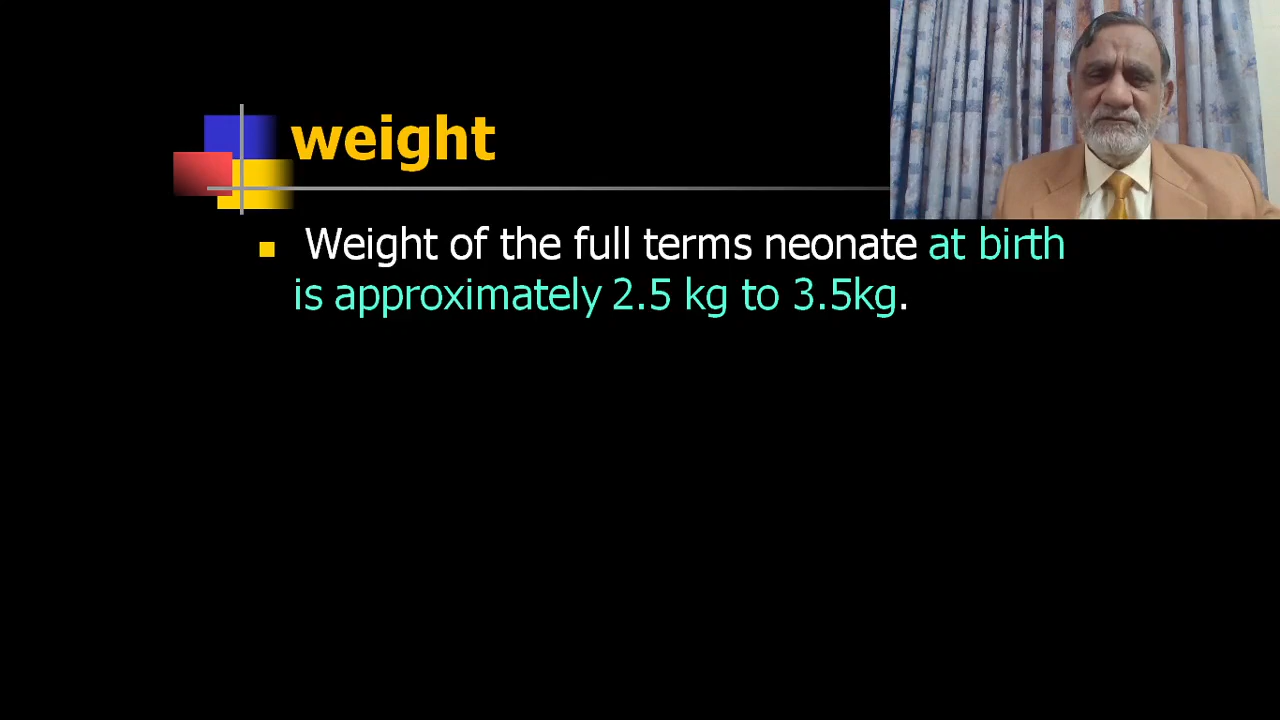 weight
Weight of the full terms neonate at birth
is approximately 2.5 kg to 3.5kg.